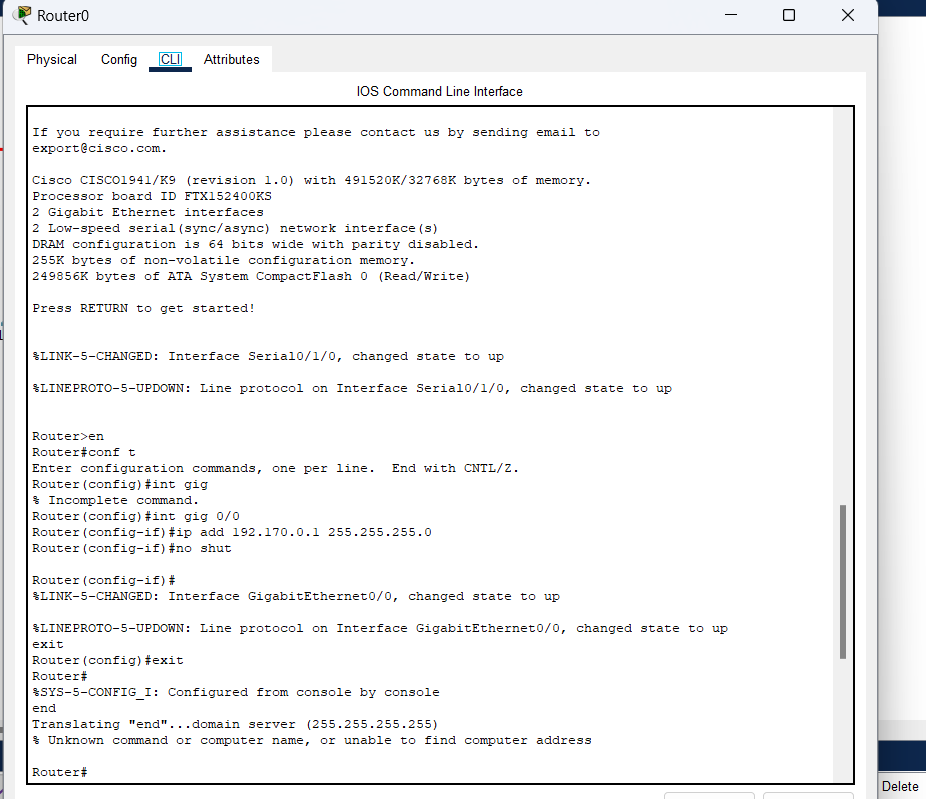 Router0
Physical Config CLI Attributes
IOS Command Line Interface
If you require further assistance please contact us by sending email to
export@cisco.com.
Cisco CISCO1941/K9 (revision 1.0) with 491520K/32768K bytes of memory.
Processor board ID FTX152400KS
2 Gigabit Ethernet interfaces
2 Low-speed serial(sync/async) network interface(s)
DRAM configuration is 64 bits wide with parity disabled.
255K bytes of non-volatile configuration memory.
249856K bytes of ATA System CompactFlash 0 (Read/Write)
Press RETURN to get started!
%LINK-5-CHANGED: Interface Serial0/1/0, changed state to up
%LINEPROTO-5-UPDOWN: Line protocol on Interface Serial0/1/0, changed state to up
Router>en
Router#conf t
Enter configuration commands, one per line.  End with CNTL/Z.
Router(config)#int gig
% Incomplete command.
Router(config)#int gig 0/0
Router(config-if)#ip add 192.170.0.1 255.255.255.0
Router(config-if)#no shut
Router(config-if)#
%LINK-5-CHANGED: Interface GigabitEthernet0/0, changed state to up
%LINEPROTO-5-UPDOWN: Line protocol on Interface GigabitEthernet0/0, changed state to up
exit
Router(config)#exit
Router#
%SYS-5-CONFIG_I: Configured from console by console
end
Translating "end"...domain server (255.255.255.255)
% Unknown command or computer name, or unable to find computer address
Router#
Delete